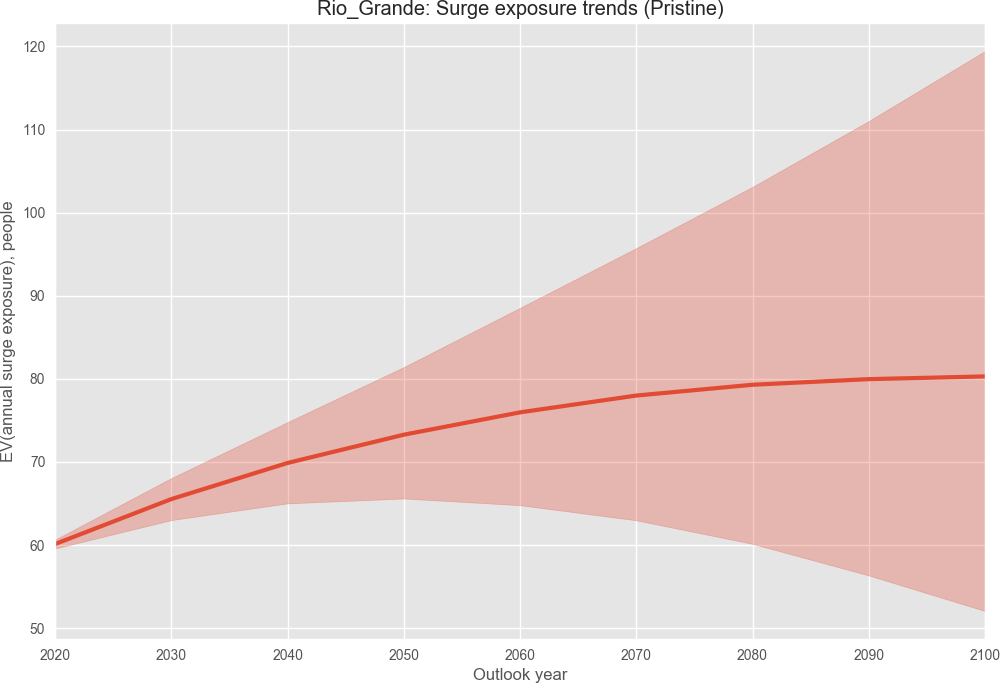 Rio_Grande: Surge exposure trends (Pristine)
EV(annual surge exposure), people
120
110
100
90
80
70
60
50
2020 2030 2040 2050 2060 2070 2080 2090 2100
Outlook year